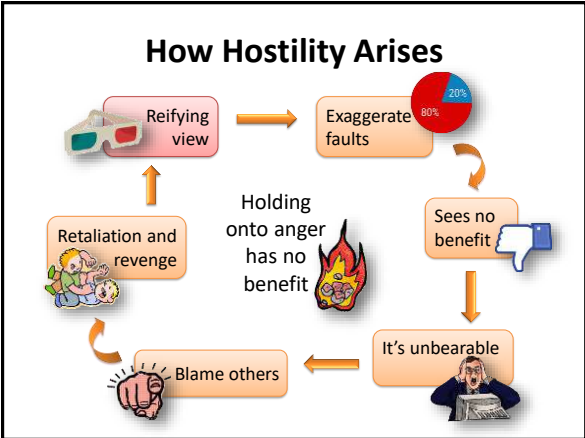 How Hostility Arises
Reifying
view
Exaggerate
faults
20%
80%
Sees no
benefit
It's unbearable
Blame others
Retaliation and
revenge
Holding
onto anger
has no
benefit